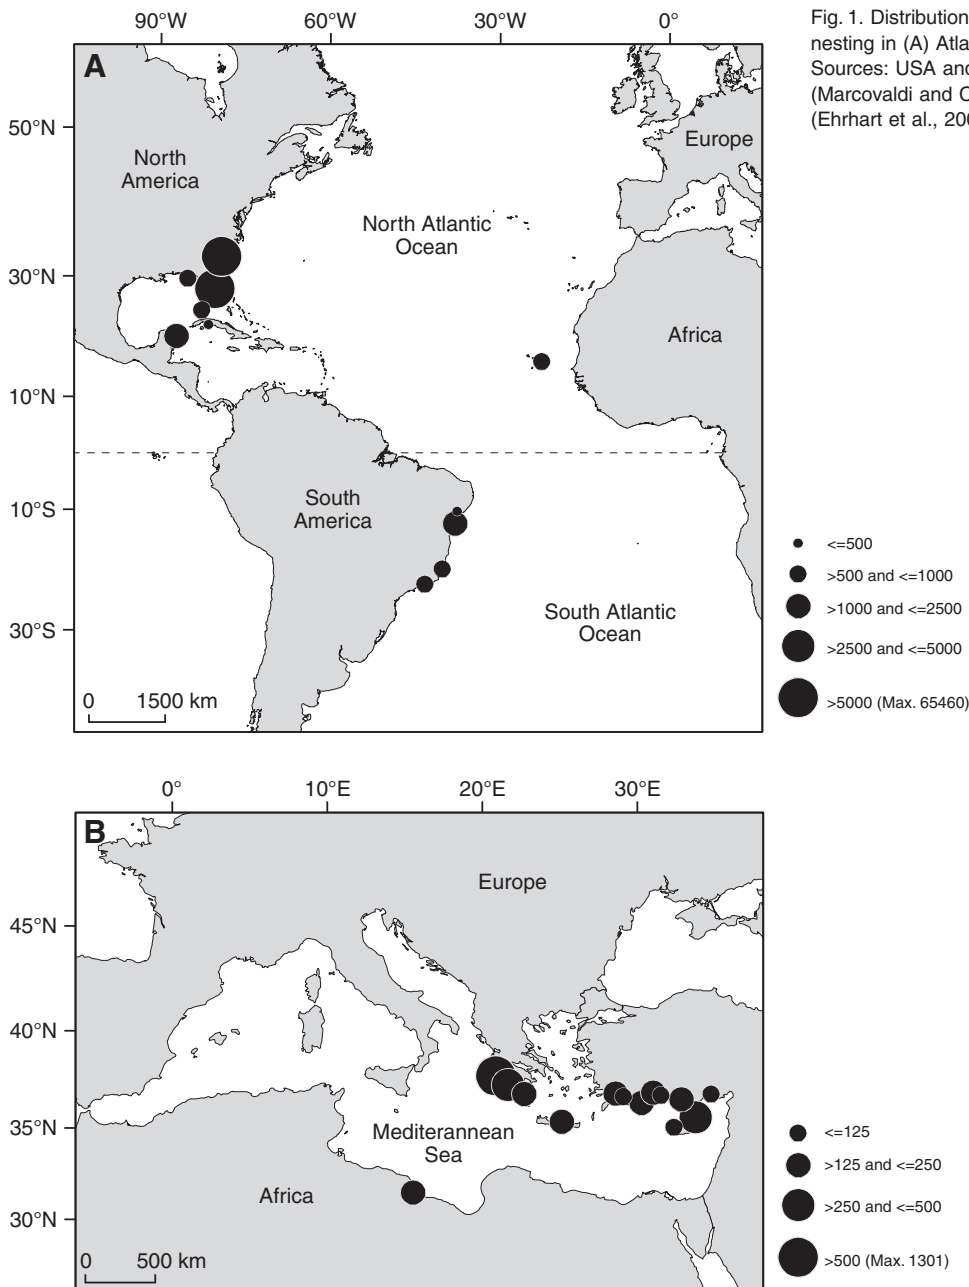 90°W 60°W 30°W 0°
Fig. 1. Distribution
nesting in (A) Atla
Sources: USA and
(Marcovaldi and C
(Ehrhart et al., 200
A
50°N
30°N
10°N
10°S
30°S
North
America
Europe
North Atlantic
Ocean
Africa
South
America
South Atlantic
Ocean
0 1500 km
<=500
>500 and <=1000
>1000 and <=2500
>2500 and <=5000
>5000 (Max. 65460)
0° 10°E 20°E 30°E
B
45°N
40°N
35°N
30°N
Europe
Mediterannean
Sea
Africa
0 500 km
<=125
>125 and <=250
>250 and <=500
>500 (Max. 1301)